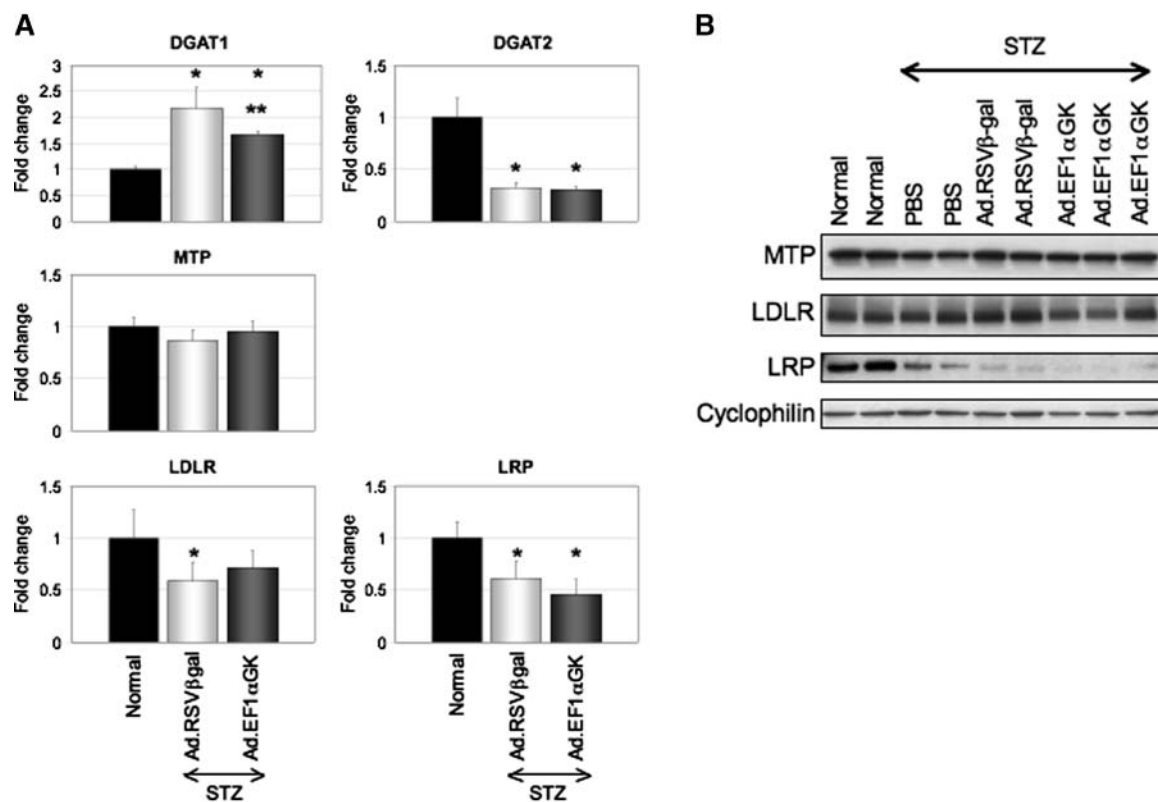 A
DGAT1
Fold change
3
2.5
2
1.5
1
0.5
0
*
*
**
DGAT2
Fold change
1.5
1
0.5
0
*
*
MTP
Fold change
1.5
1
0.5
0
LDLR
Fold change
1.5
1
0.5
0
*
Normal
Ad.RSVβgal
Ad.EF1αGK
STZ
LRP
Fold change
1.5
1
0.5
0
*
*
Normal
Ad.RSVβgal
Ad.EF1αGK
STZ
B
STZ
Normal
Normal
PBS
PBS
Ad.RSVβ-gal
Ad.RSVβ-gal
Ad.EF1αGK
Ad.EF1αGK
Ad.EF1αGK
MTP
LDLR
LRP
Cyclophilin